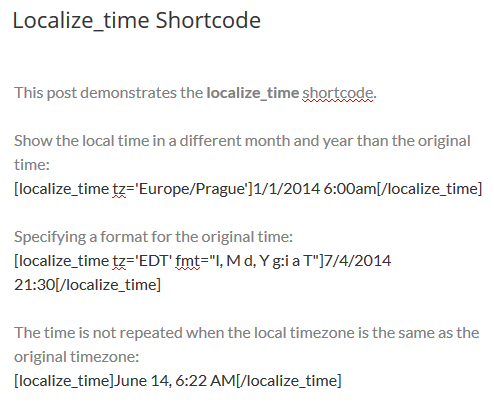 Localize_time Shortcode
This post demonstrates the localize_time shortcode.
Show the local time in a different month and year than the original
time:
[localize_time tz='Europe/Prague']1/1/2014 6:00am[/localize_time]
Specifying a format for the original time:
[localize_time tz='EDT' fmt="l, M d, Y g:i a T"]7/4/2014
21:30[/localize_time]
The time is not repeated when the local timezone is the same as the
original timezone:
[localize_time]June 14, 6:22 AM[/localize_time]